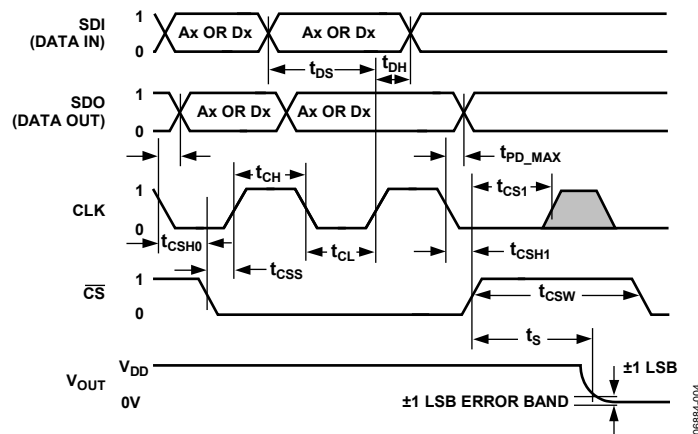 SDI
(DATA IN)
1
0
Ax OR Dx
Ax OR Dx
tDS
tDH
SDO
(DATA OUT)
1
0
Ax OR Dx
Ax OR Dx
tPD_MAX
tCH
tCS1
CLK
1
0
tCSH0
tCL
tCSH1
tCSS
CS
1
0
tCSW
tS
VOUT
VDD
0V
±1 LSB
±1 LSB ERROR BAND
06884-004